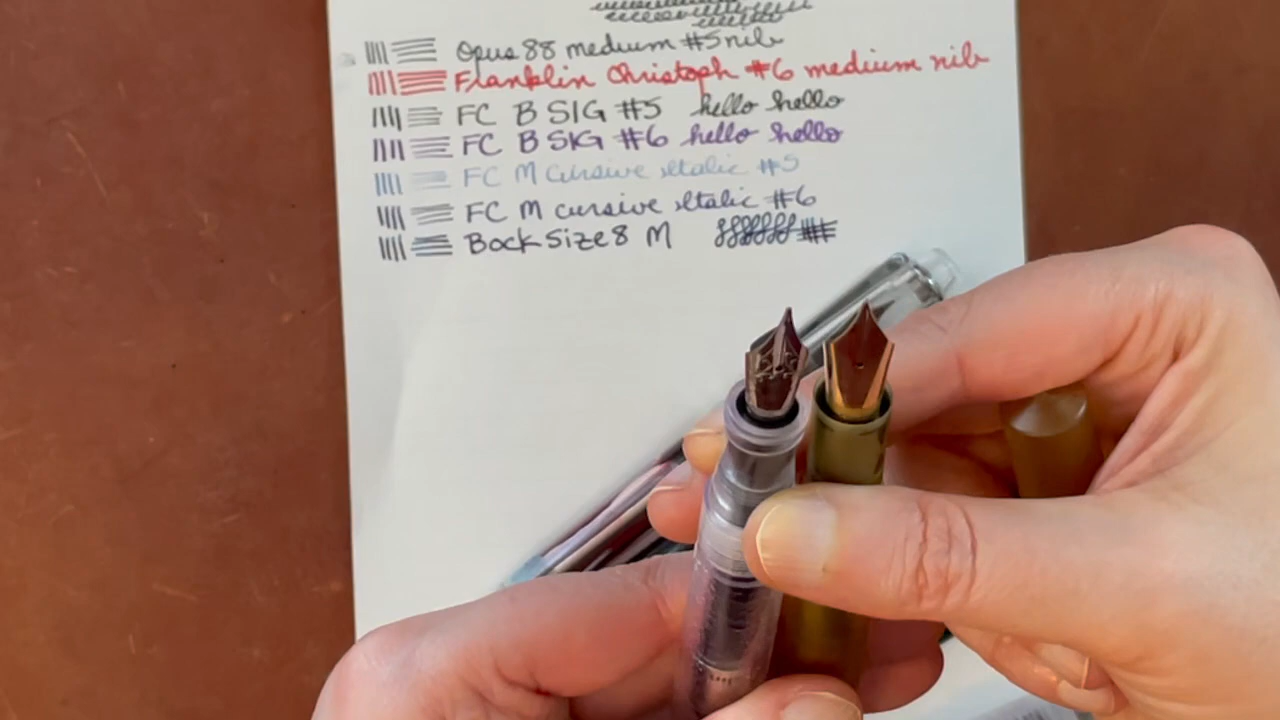 Opus 88 medium #5 nib
Franklin Christoph #6 medium nib
FC B SIG #5 hello hello
FC B SIG #6 hello hello
FC M Cursive Italic #5
FC M cursive Italic #6
Bock Size 8 M